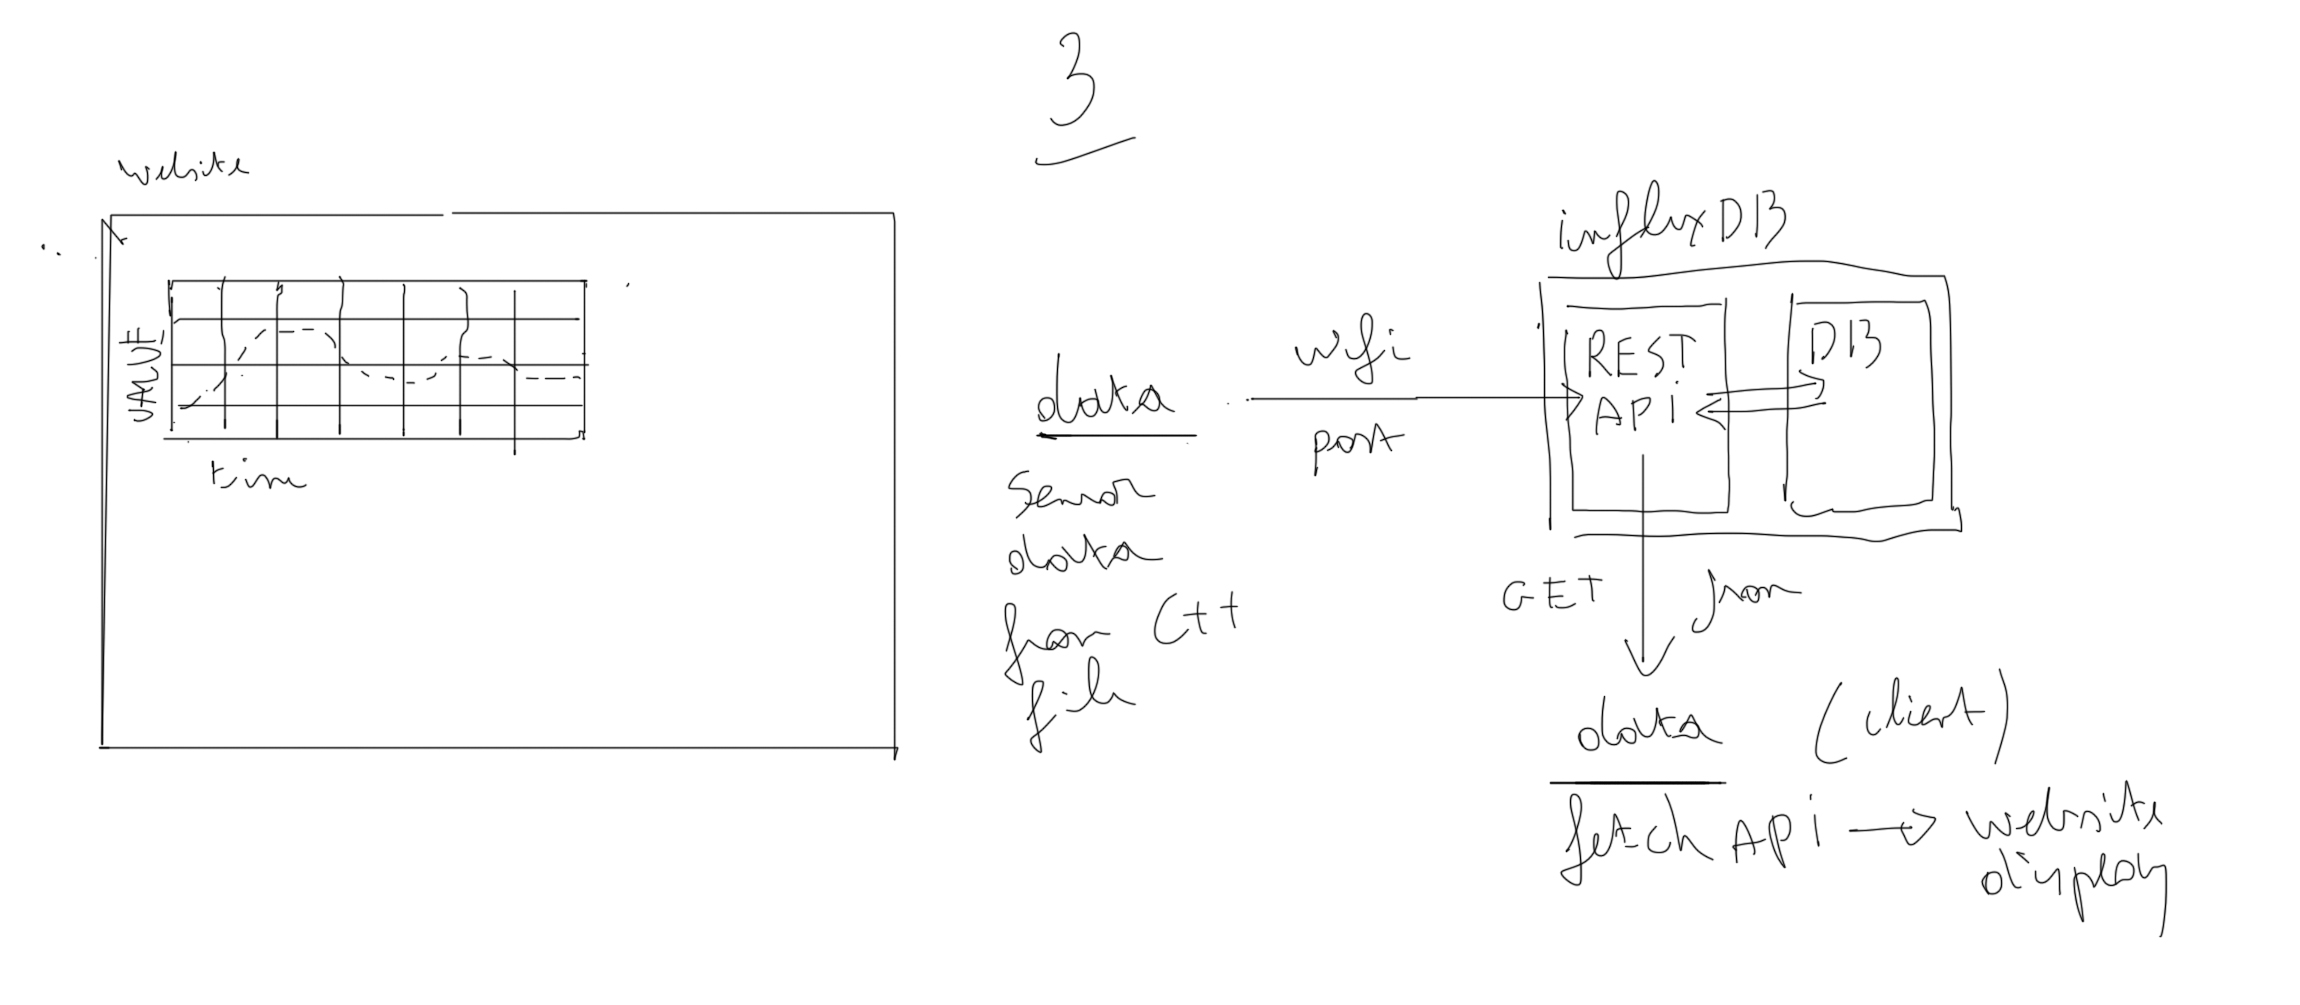 3
website
VALUE
time
data
sensor
data
from C++
file
wifi
post
influxDB
REST
API
DB
GET
json
data
(client)
fetch API → website
display